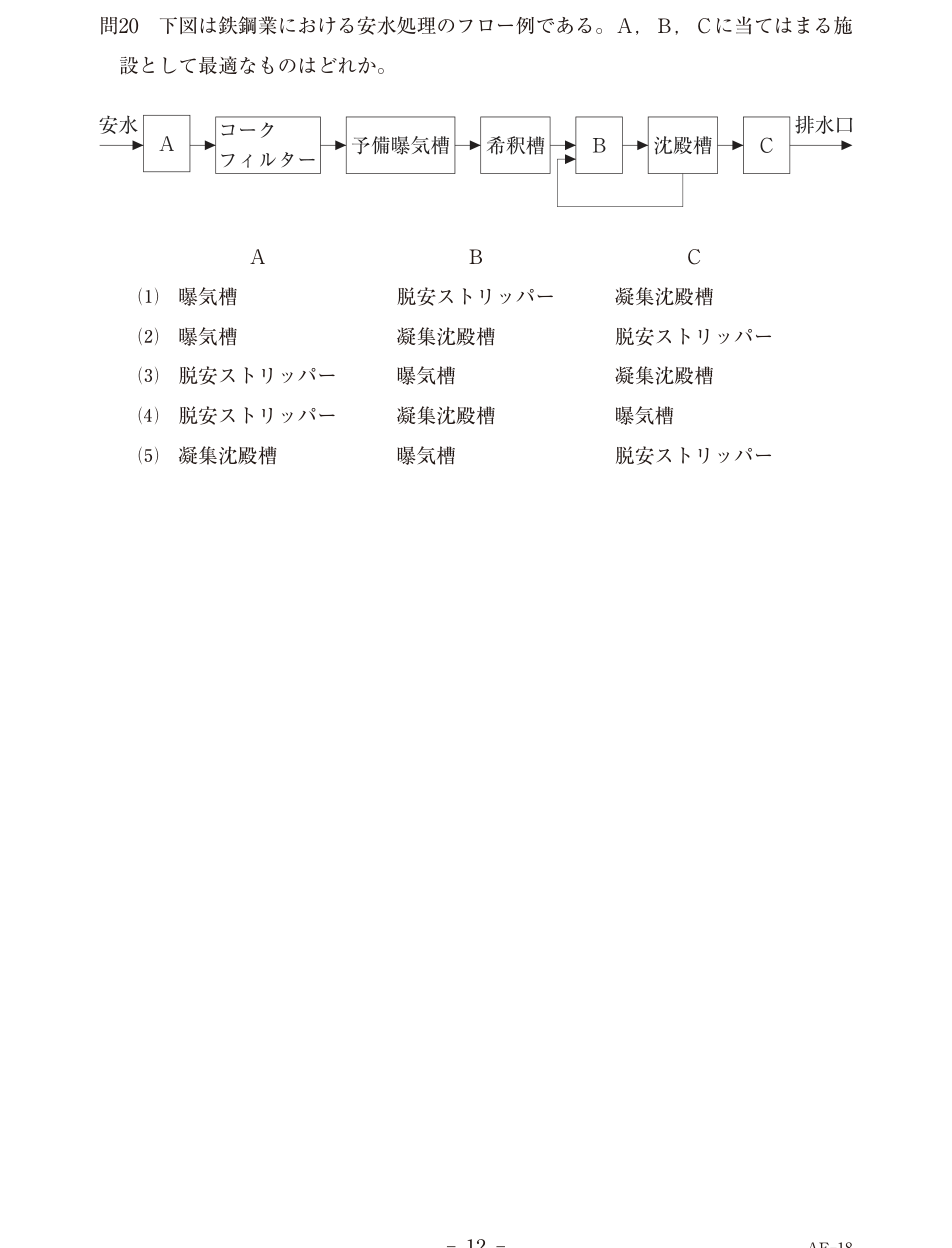 問20　下図は鉄鋼業における安水処理のフロー例である。A，B，Cに当てはまる施
設として最適なものはどれか。
安水 A コーク フィルター 予備曝気槽 希釈槽 B 沈殿槽 C 排水口
A B C
(1) 曝気槽 脱安ストリッパー 凝集沈殿槽
(2) 曝気槽 凝集沈殿槽 脱安ストリッパー
(3) 脱安ストリッパー 曝気槽 凝集沈殿槽
(4) 脱安ストリッパー 凝集沈殿槽 曝気槽
(5) 凝集沈殿槽 曝気槽 脱安ストリッパー
－ 12 －